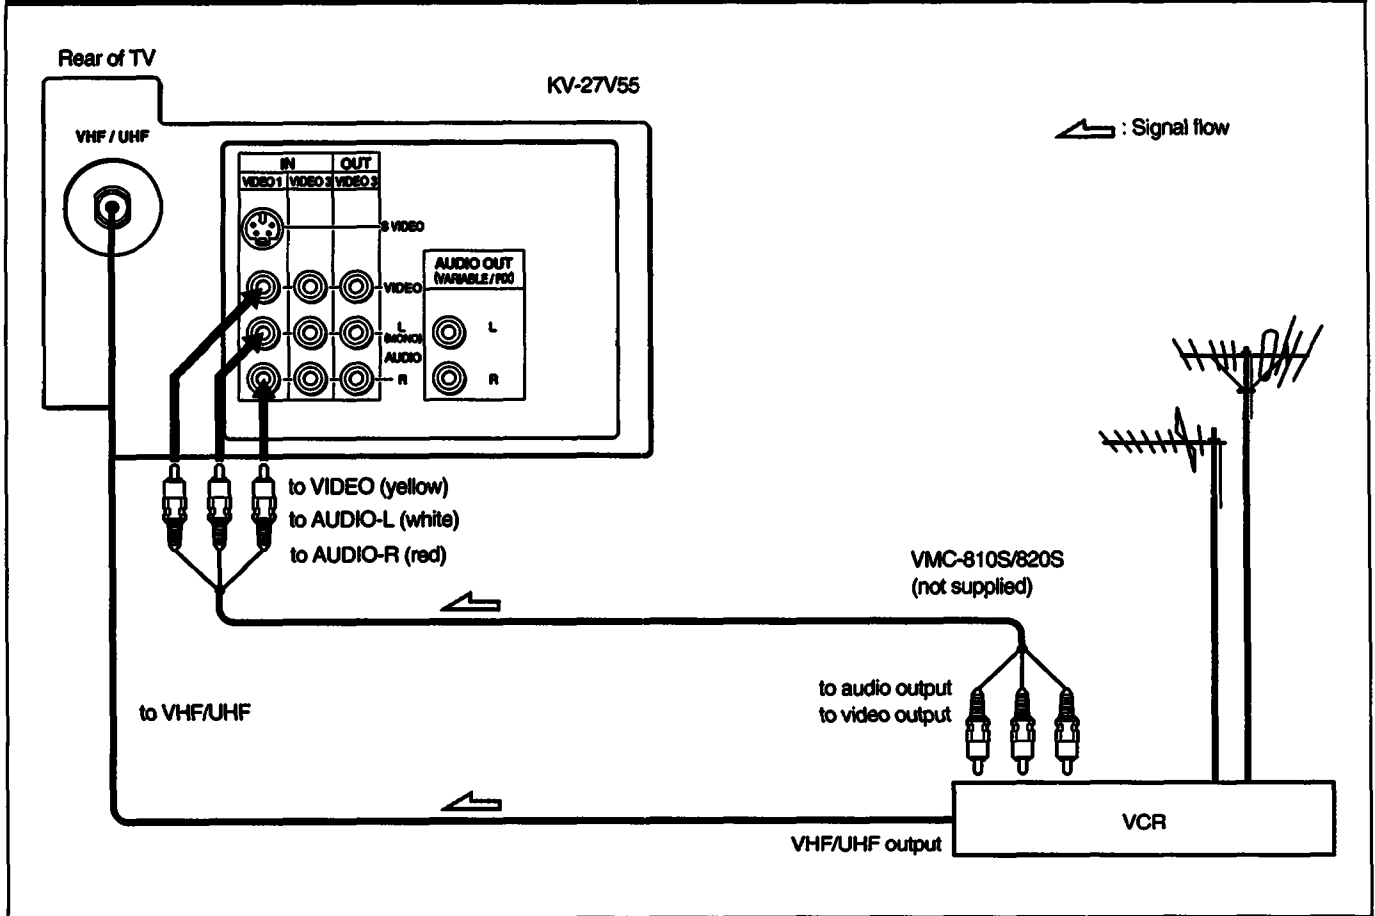 Rear of TV
KV-27V55
VHF / UHF
: Signal flow
IN
OUT
VIDEO 1
VIDEO 3
VIDEO 3
S VIDEO
VIDEO
L
(MONO)
AUDIO
R
AUDIO OUT
(VARIABLE / FIX)
L
R
to VIDEO (yellow)
to AUDIO-L (white)
to AUDIO-R (red)
VMC-810S/820S
(not supplied)
to audio output
to video output
to VHF/UHF
VCR
VHF/UHF output